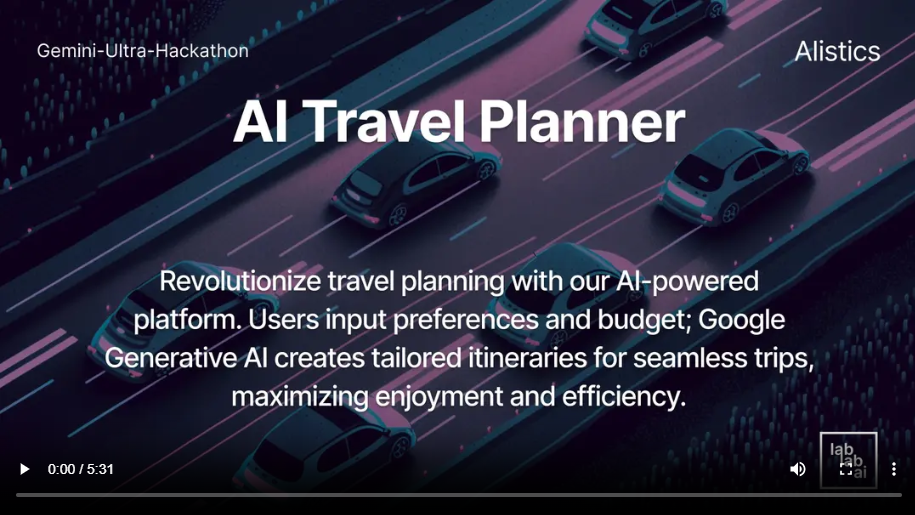 Gemini-Ultra-Hackathon
AIistics
AI Travel Planner
Revolutionize travel planning with our AI-powered
platform. Users input preferences and budget; Google
Generative AI creates tailored itineraries for seamless trips,
maximizing enjoyment and efficiency.
lab
lab
ai
0:00 / 5:31